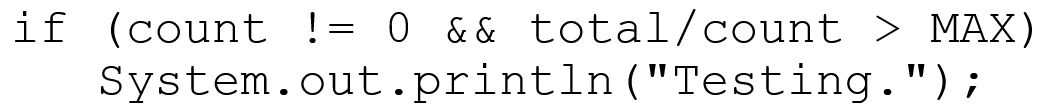 if (count != 0 && total/count > MAX)
System.out.println("Testing.");